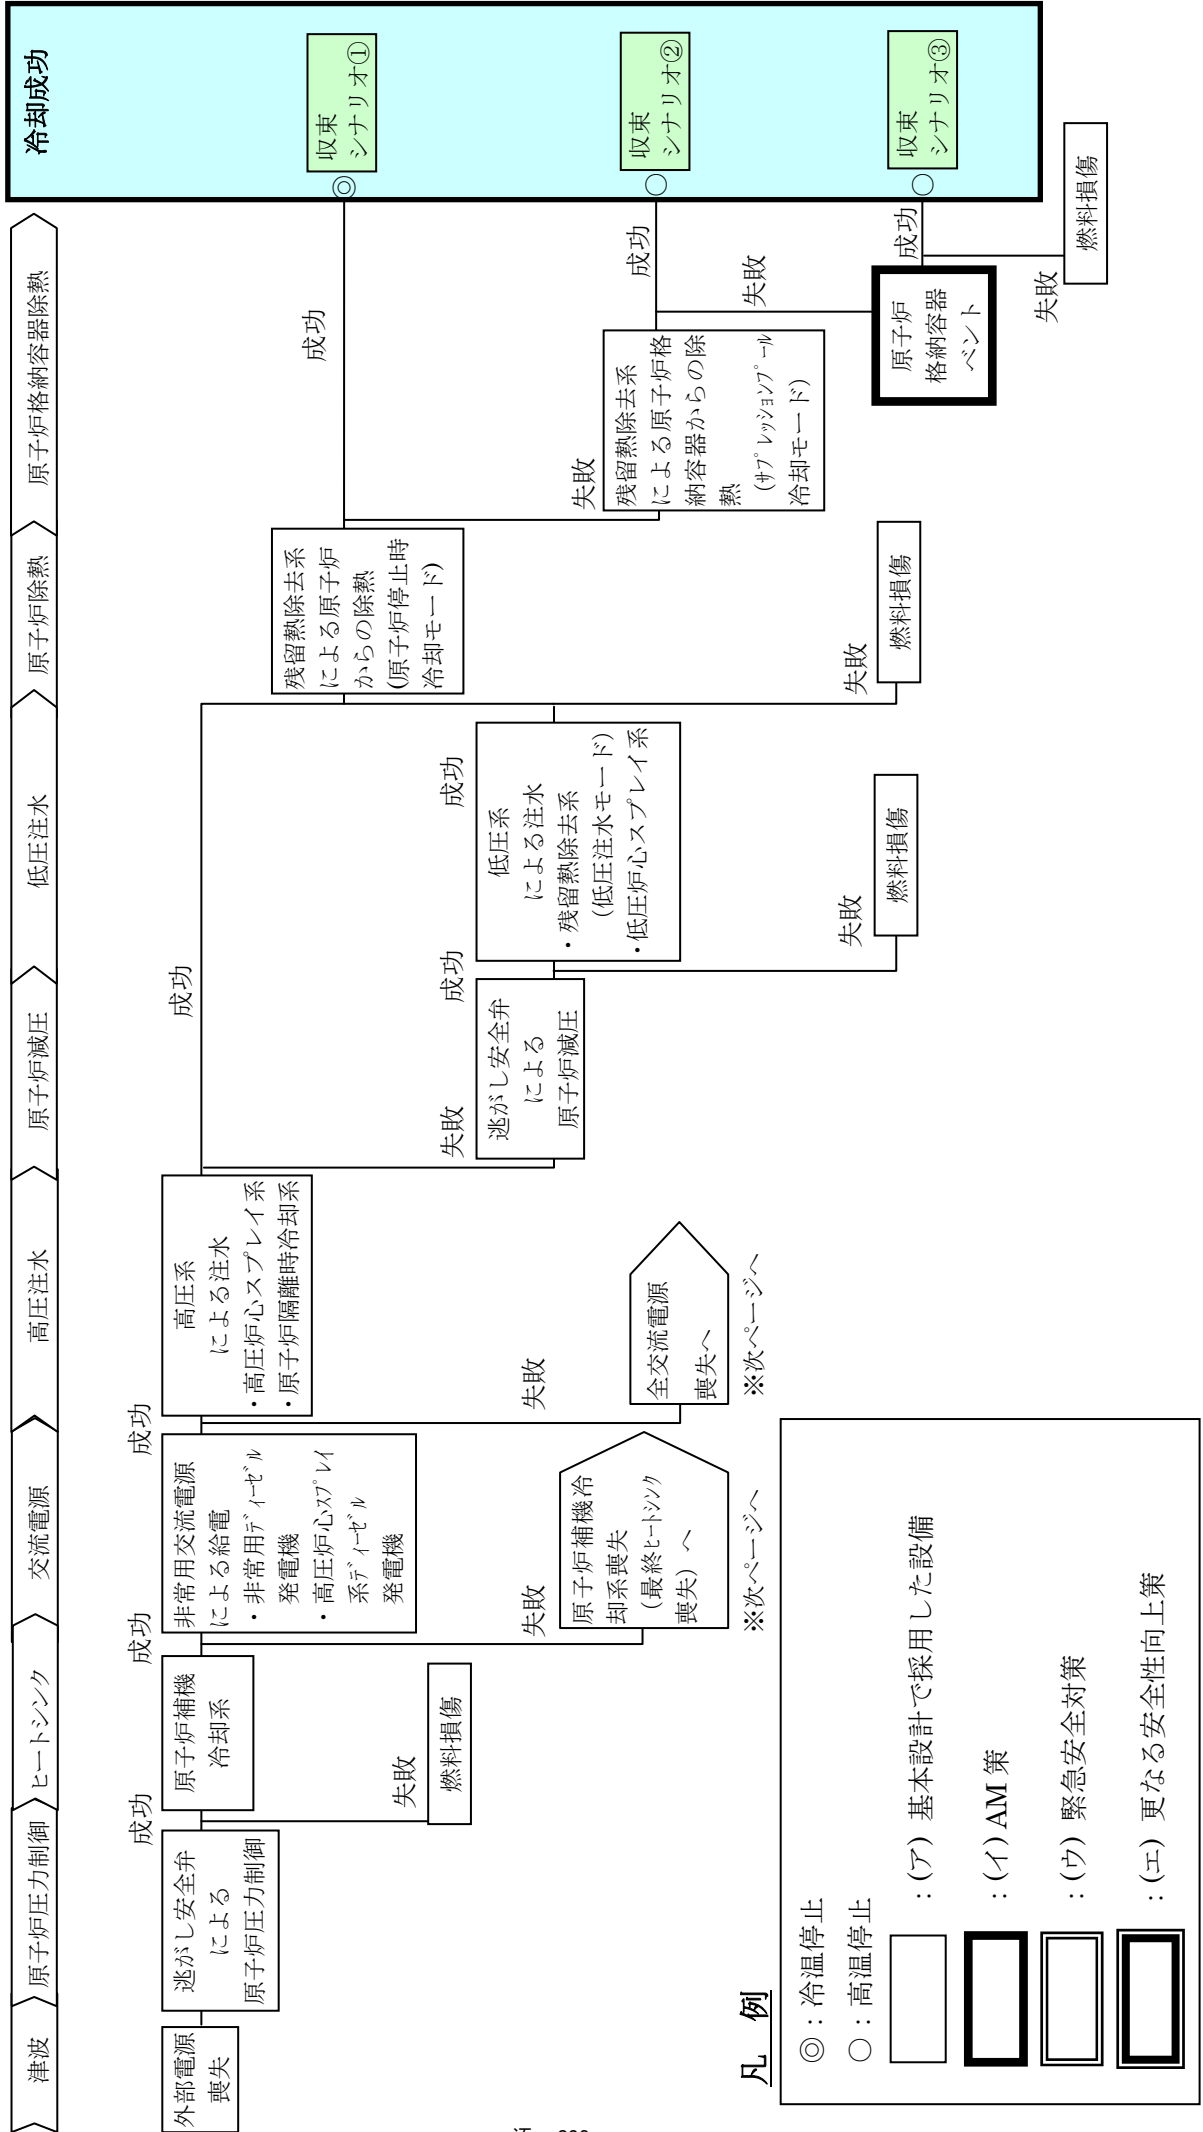 津波
原子炉圧力制御
ヒートシンク
交流電源
高圧注水
原子炉減圧
低圧注水
原子炉除熱
原子炉格納容器除熱
冷却成功
外部電源
喪失
逃がし安全弁
による
原子炉圧力制御
成功
失敗
燃料損傷
原子炉補機
冷却系
成功
失敗
原子炉補機冷
却系喪失
（最終ﾋｰﾄｼﾝｸ
喪失）へ
※次ページへ
非常用交流電源
による給電
・非常用ﾃﾞｨｰｾﾞﾙ
発電機
・高圧炉心ｽﾌﾟﾚｲ
系ﾃﾞｨｰｾﾞﾙ
発電機
成功
失敗
全交流電源
喪失へ
※次ページへ
高圧系
による注水
・高圧炉心スプレイ系
・原子炉隔離時冷却系
成功
失敗
逃がし安全弁
による
原子炉減圧
成功
失敗
燃料損傷
低圧系
による注水
・残留熱除去系
（低圧注水モード）
・低圧炉心スプレイ系
成功
失敗
燃料損傷
残留熱除去系
による原子炉
からの除熱
(原子炉停止時
冷却モード)
成功
失敗
残留熱除去系
による原子炉格
納容器からの除
熱
(ｻﾌﾟﾚｯｼｮﾝﾌﾟｰﾙ
冷却モード)
成功
失敗
原子炉
格納容器
ベント
成功
失敗
燃料損傷
◎
収束
シナリオ①
○
収束
シナリオ②
○
収束
シナリオ③
凡　例
◎：冷温停止
○：高温停止
：(ア) 基本設計で採用した設備
：(イ) AM 策
：(ウ) 緊急安全対策
：(エ) 更なる安全性向上策